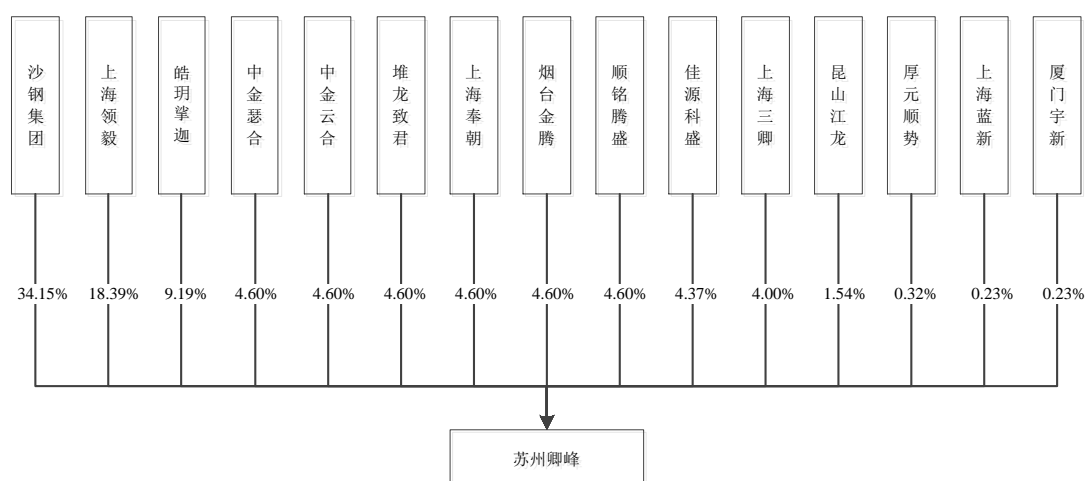 沙钢集团
上海领毅
皓玥挲迦
中金瑟合
中金云合
堆龙致君
上海奉朝
烟台金腾
顺铭腾盛
佳源科盛
上海三卿
昆山江龙
厚元顺势
上海蓝新
厦门宇新
34.15%
18.39%
9.19%
4.60%
4.60%
4.60%
4.60%
4.60%
4.60%
4.37%
4.00%
1.54%
0.32%
0.23%
0.23%
苏州卿峰